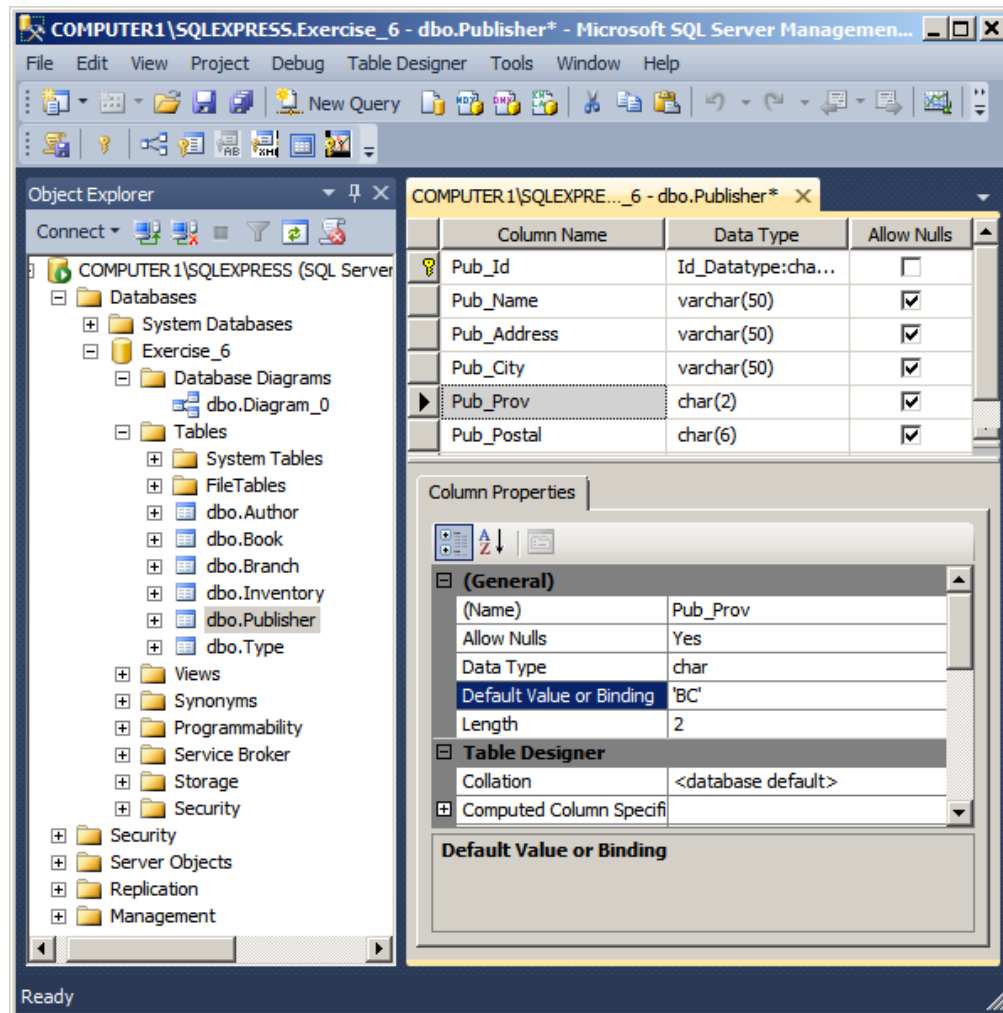 COMPUTER1\SQLEXPRESS.Exercise_6 - dbo.Publisher* - Microsoft SQL Server Managemen...
File Edit View Project Debug Table Designer Tools Window Help
New Query
Object Explorer
Connect
COMPUTER1\SQLEXPRESS (SQL Server
Databases
System Databases
Exercise_6
Database Diagrams
dbo.Diagram_0
Tables
System Tables
FileTables
dbo.Author
dbo.Book
dbo.Branch
dbo.Inventory
dbo.Publisher
dbo.Type
Views
Synonyms
Programmability
Service Broker
Storage
Security
Security
Server Objects
Replication
Management
COMPUTER1\SQLEXPRE..._6 - dbo.Publisher*
Column Name Data Type Allow Nulls
Pub_Id Id_Datatype:cha...
Pub_Name varchar(50)
Pub_Address varchar(50)
Pub_City varchar(50)
Pub_Prov char(2)
Pub_Postal char(6)
Column Properties
(General)
(Name) Pub_Prov
Allow Nulls Yes
Data Type char
Default Value or Binding 'BC'
Length 2
Table Designer
Collation <database default>
Computed Column Specifi
Default Value or Binding
Ready